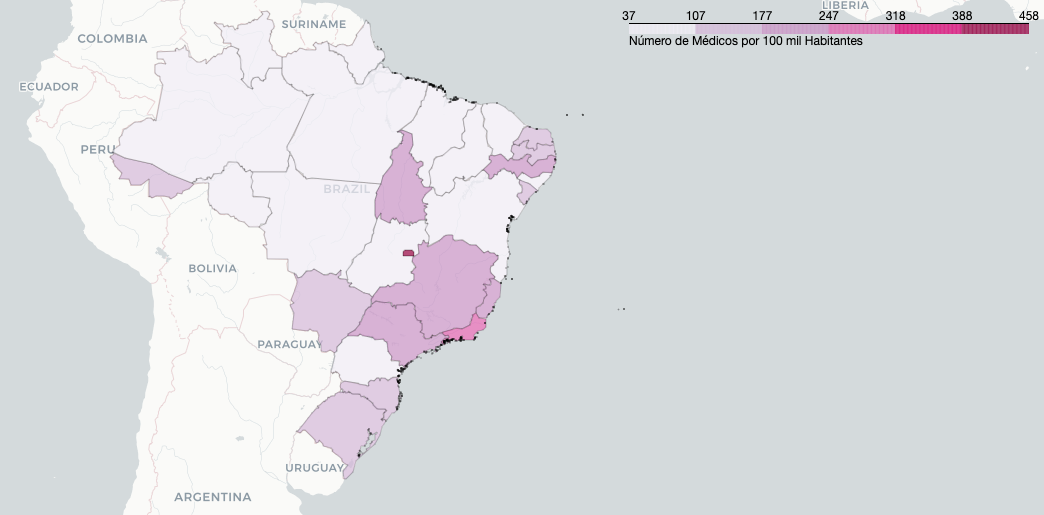 LIBERIA
37 107 177 247 318 388 458
Número de Médicos por 100 mil Habitantes
SURINAME
COLOMBIA
ECUADOR
PERU
BRAZIL
BOLIVIA
PARAGUAY
URUGUAY
ARGENTINA